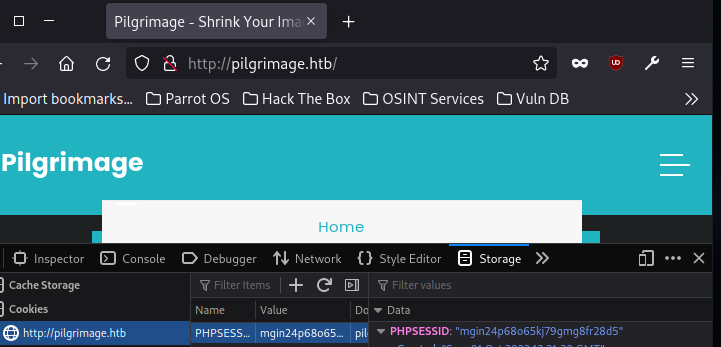 Pilgrimage - Shrink Your Ima
http://pilgrimage.htb/
Import bookmarks... Parrot OS Hack The Box OSINT Services Vuln DB
Pilgrimage
Home
Inspector Console Debugger Network Style Editor Storage
Cache Storage Filter Items Filter values
Cookies Name Value Do Data
http://pilgrimage.htb PHPSESS... mgin24p68o65... pil PHPSESSID: "mgin24p68o65kj79gmg8fr28d5"